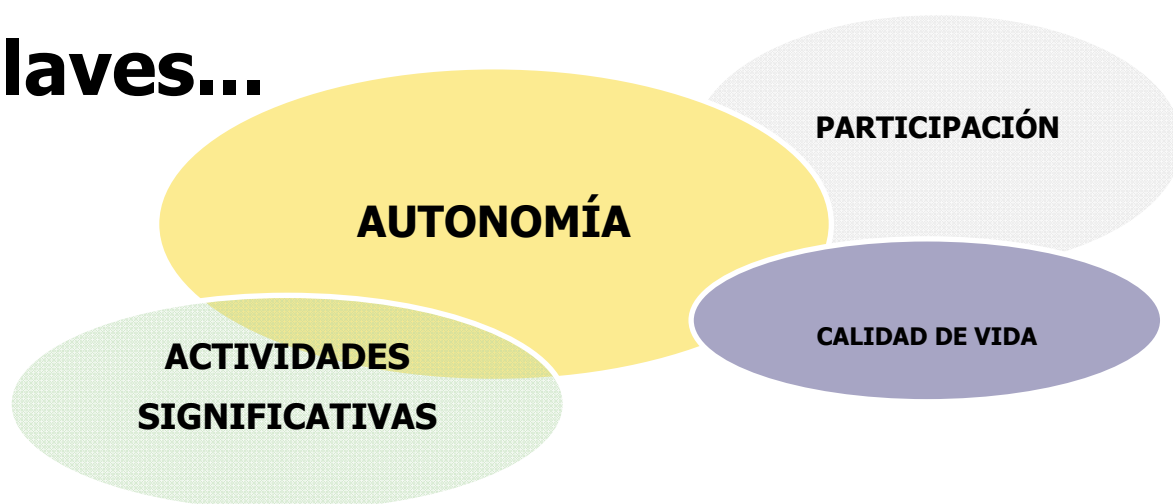 laves...
PARTICIPACIÓN
AUTONOMÍA
CALIDAD DE VIDA
ACTIVIDADES
SIGNIFICATIVAS